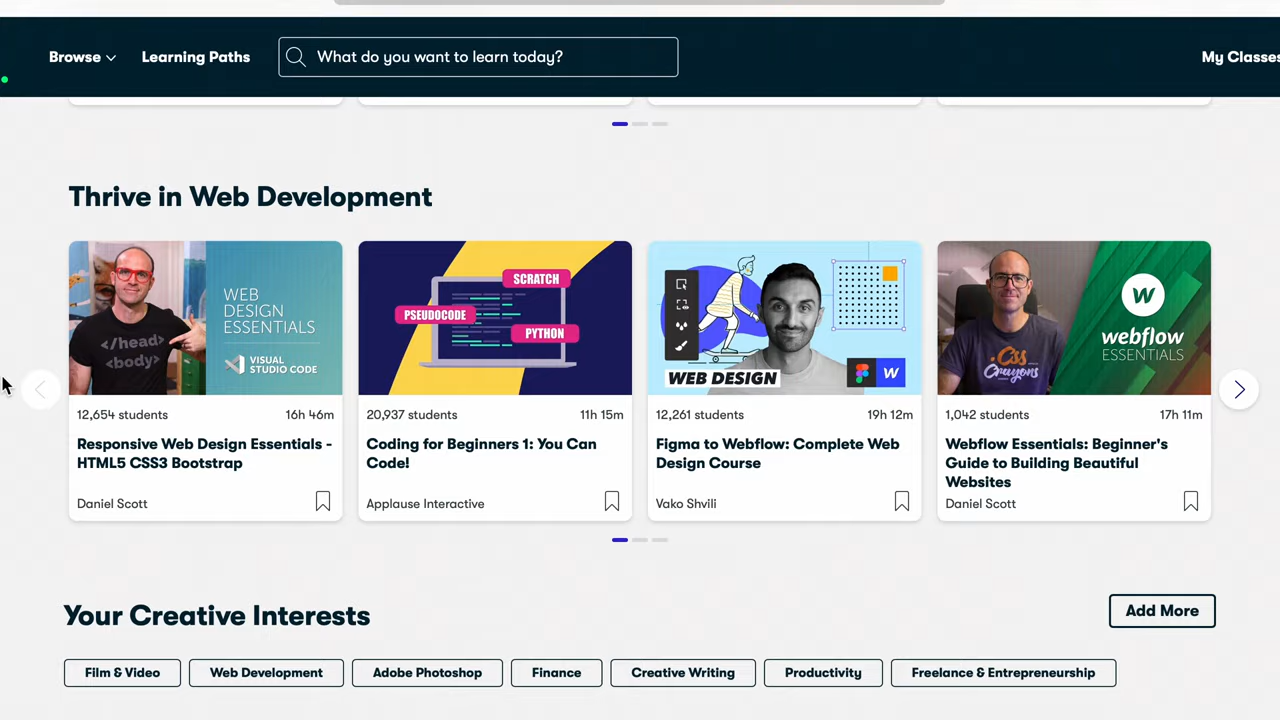 Browse
Learning Paths
What do you want to learn today?
My Classes
Thrive in Web Development
WEB
DESIGN
ESSENTIALS
VISUAL
STUDIO CODE
</head>
<body>
12,654 students
16h 46m
Responsive Web Design Essentials -
HTML5 CSS3 Bootstrap
Daniel Scott
SCRATCH
PSEUDOCODE
PYTHON
20,937 students
11h 15m
Coding for Beginners 1: You Can
Code!
Applause Interactive
WEB DESIGN
W
12,261 students
19h 12m
Figma to Webflow: Complete Web
Design Course
Vako Shvili
W
webflow
ESSENTIALS
Css
Crayons
1,042 students
17h 11m
Webflow Essentials: Beginner's
Guide to Building Beautiful
Websites
Daniel Scott
Your Creative Interests
Add More
Film & Video
Web Development
Adobe Photoshop
Finance
Creative Writing
Productivity
Freelance & Entrepreneurship